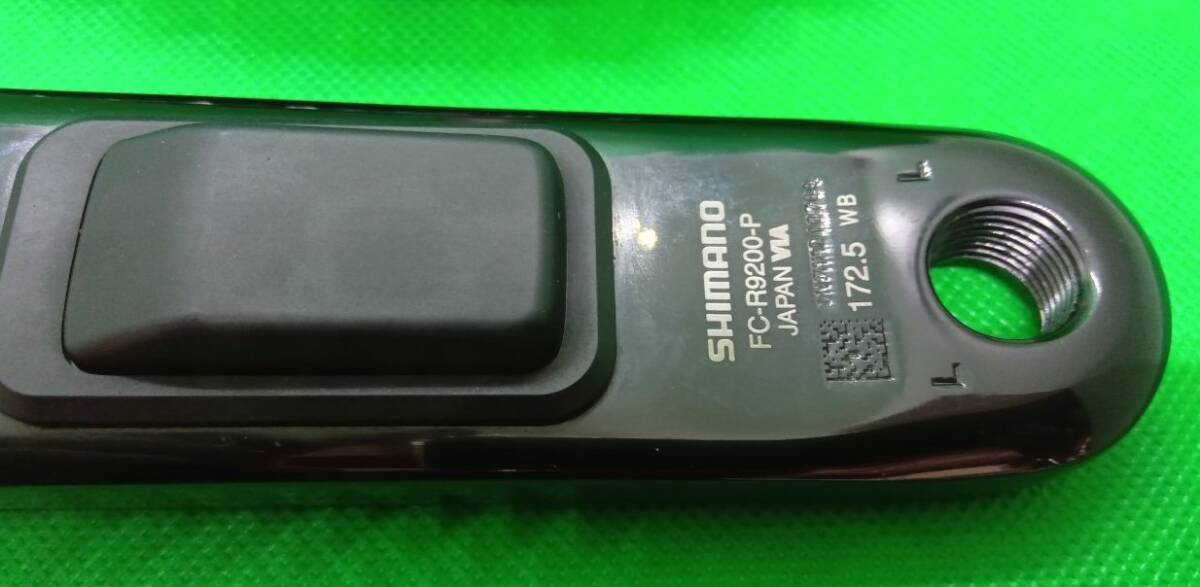 SHIMANO
FC-R9200-P
JAPAN VIA
172.5 WB
L
L